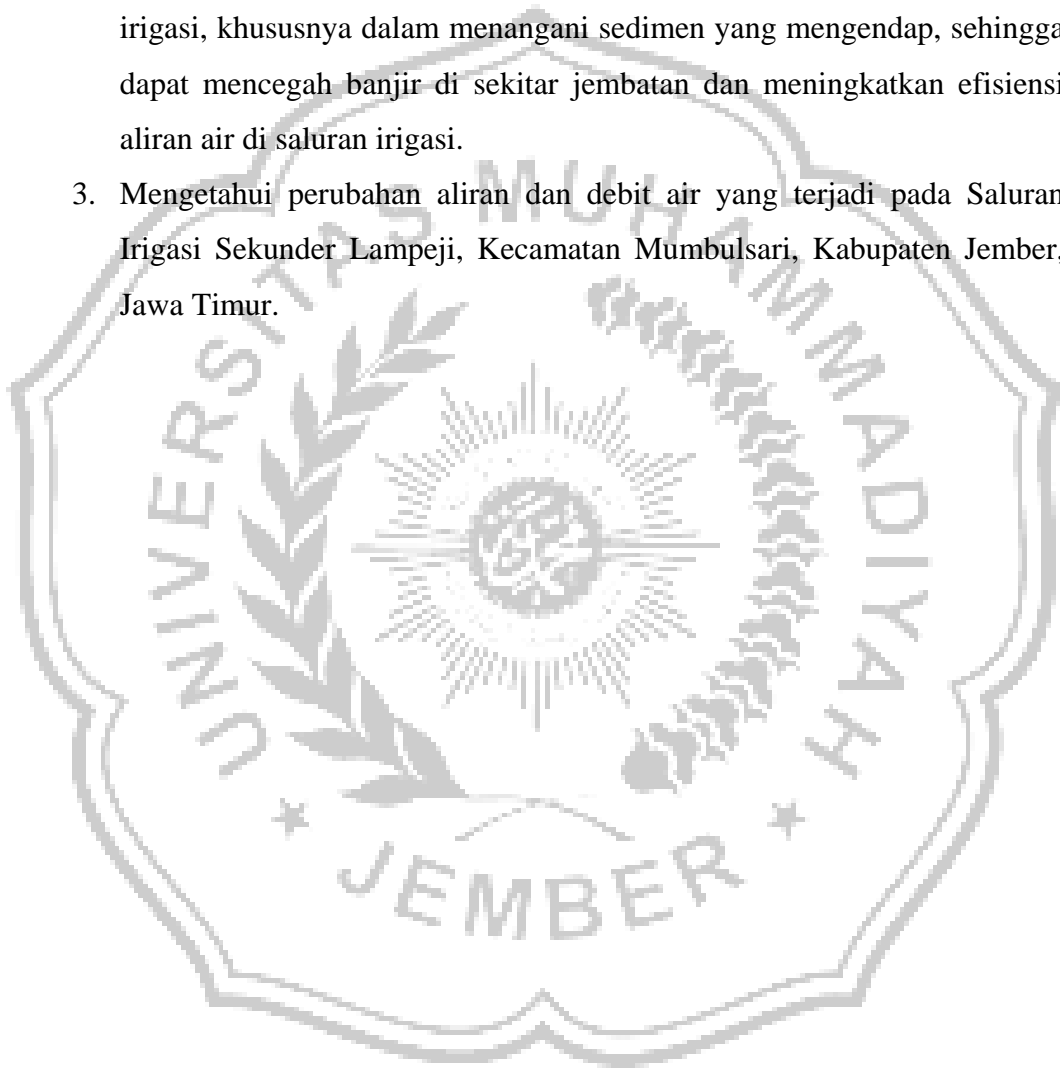 irigasi, khususnya dalam menangani sedimen yang mengendap, sehingga
dapat mencegah banjir di sekitar jembatan dan meningkatkan efisiensi
aliran air di saluran irigasi.
3. Mengetahui perubahan aliran dan debit air yang terjadi pada Saluran
Irigasi Sekunder Lampeji, Kecamatan Mumbulsari, Kabupaten Jember,
Jawa Timur.
UNIVERSITAS MUHAMMADIYAH
★ JEMBER ★